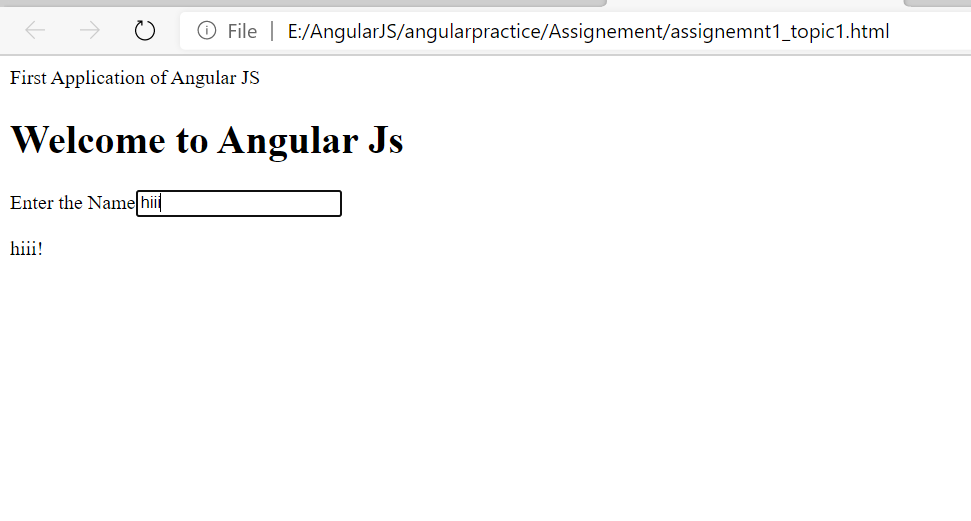 File | E:/AngularJS/angularpractice/Assignement/assignemnt1_topic1.html
First Application of Angular JS
Welcome to Angular Js
Enter the Name hiii
hiii!